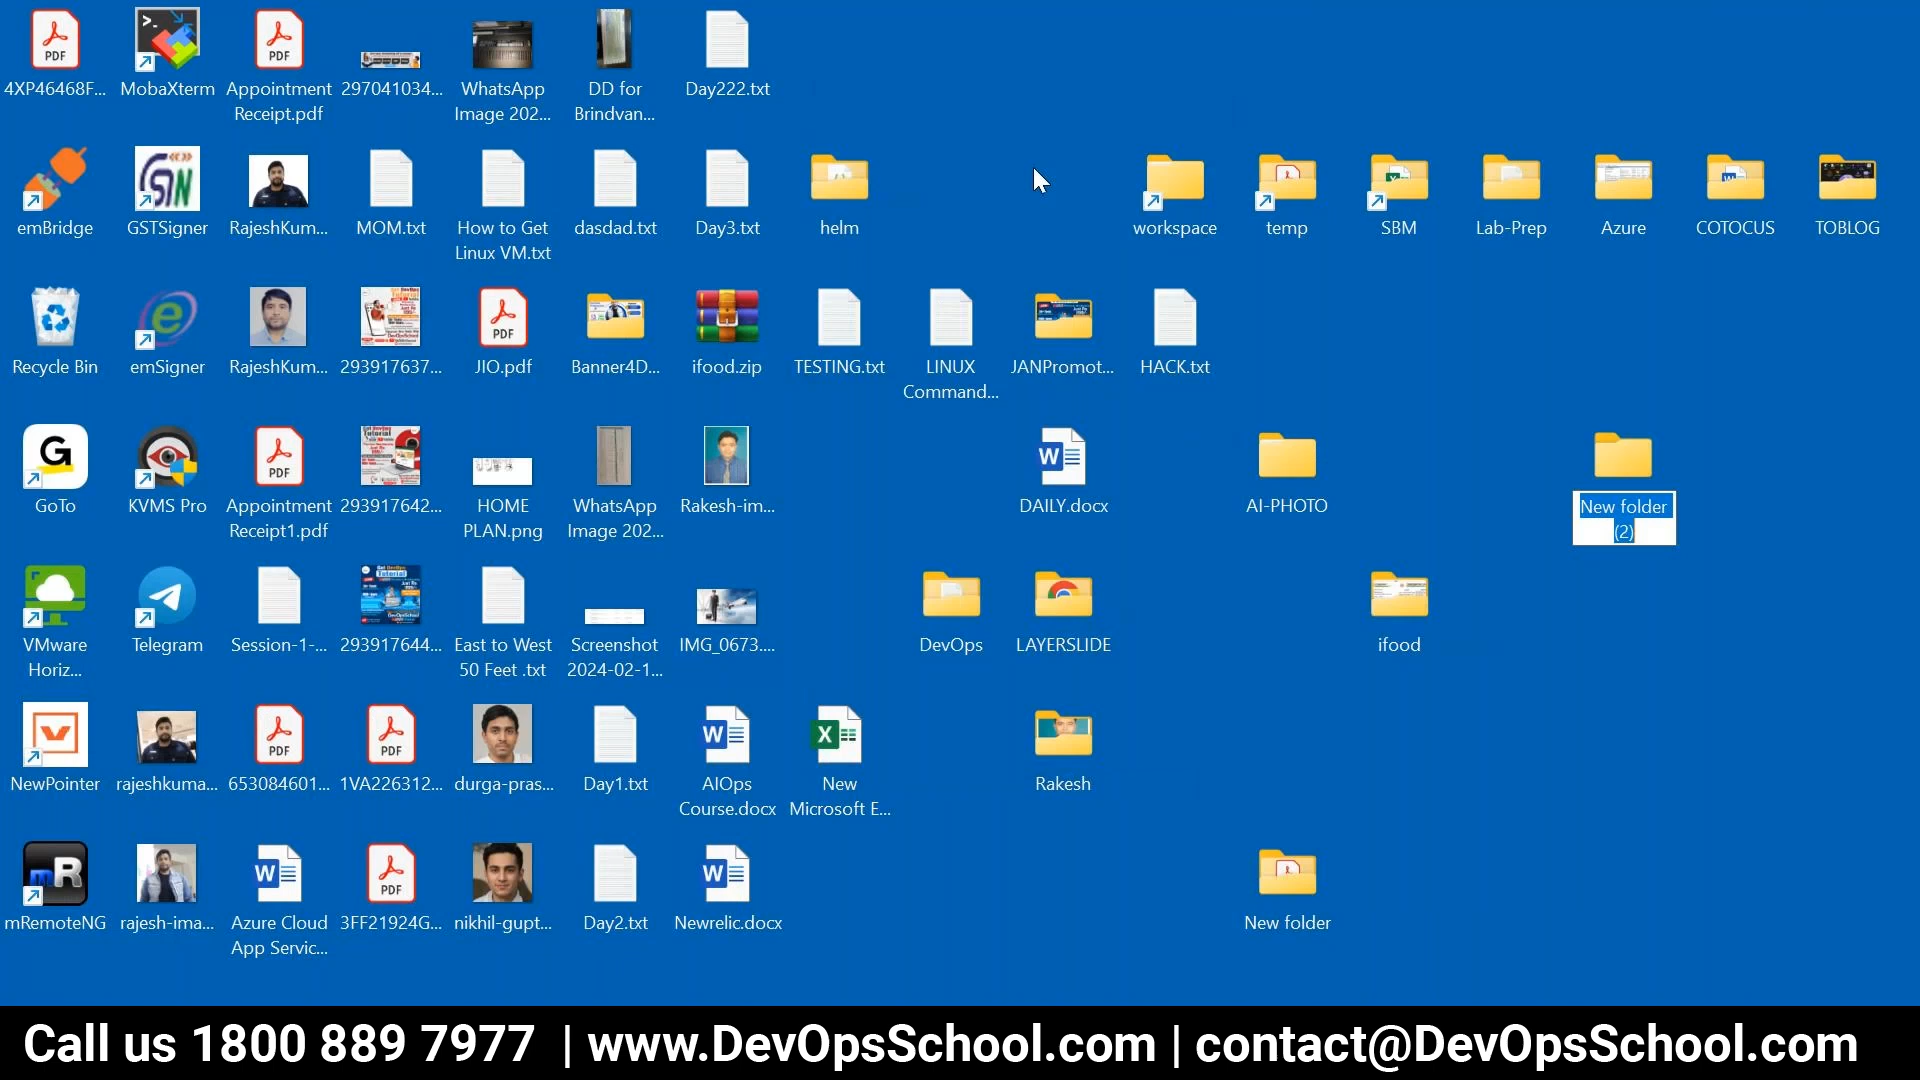 4XP46468F...
MobaXterm
Appointment
Receipt.pdf
297041034...
WhatsApp
Image 202...
DD for
Brindvan...
Day222.txt
emBridge
GSTSigner
RajeshKum...
MOM.txt
How to Get
Linux VM.txt
dasdad.txt
Day3.txt
helm
workspace
temp
SBM
Lab-Prep
Azure
COTOCUS
TOBLOG
Recycle Bin
emSigner
RajeshKum...
293917637...
JIO.pdf
Banner4D...
ifood.zip
TESTING.txt
LINUX
Command...
JANPromot...
HACK.txt
GoTo
KVMS Pro
Appointment
Receipt1.pdf
293917642...
HOME
PLAN.png
WhatsApp
Image 202...
Rakesh-im...
DAILY.docx
AI-PHOTO
New folder
(2)
VMware
Horiz...
Telegram
Session-1-...
293917644...
East to West
50 Feet .txt
Screenshot
2024-02-1...
IMG_0673....
DevOps
LAYERSLIDE
ifood
NewPointer
rajeshkuma...
653084601...
1VA226312...
durga-pras...
Day1.txt
AIOps
Course.docx
New
Microsoft E...
Rakesh
mRemoteNG
rajesh-ima...
Azure Cloud
App Servic...
3FF21924G...
nikhil-gupt...
Day2.txt
Newrelic.docx
New folder
Call us 1800 889 7977 | www.DevOpsSchool.com | contact@DevOpsSchool.com